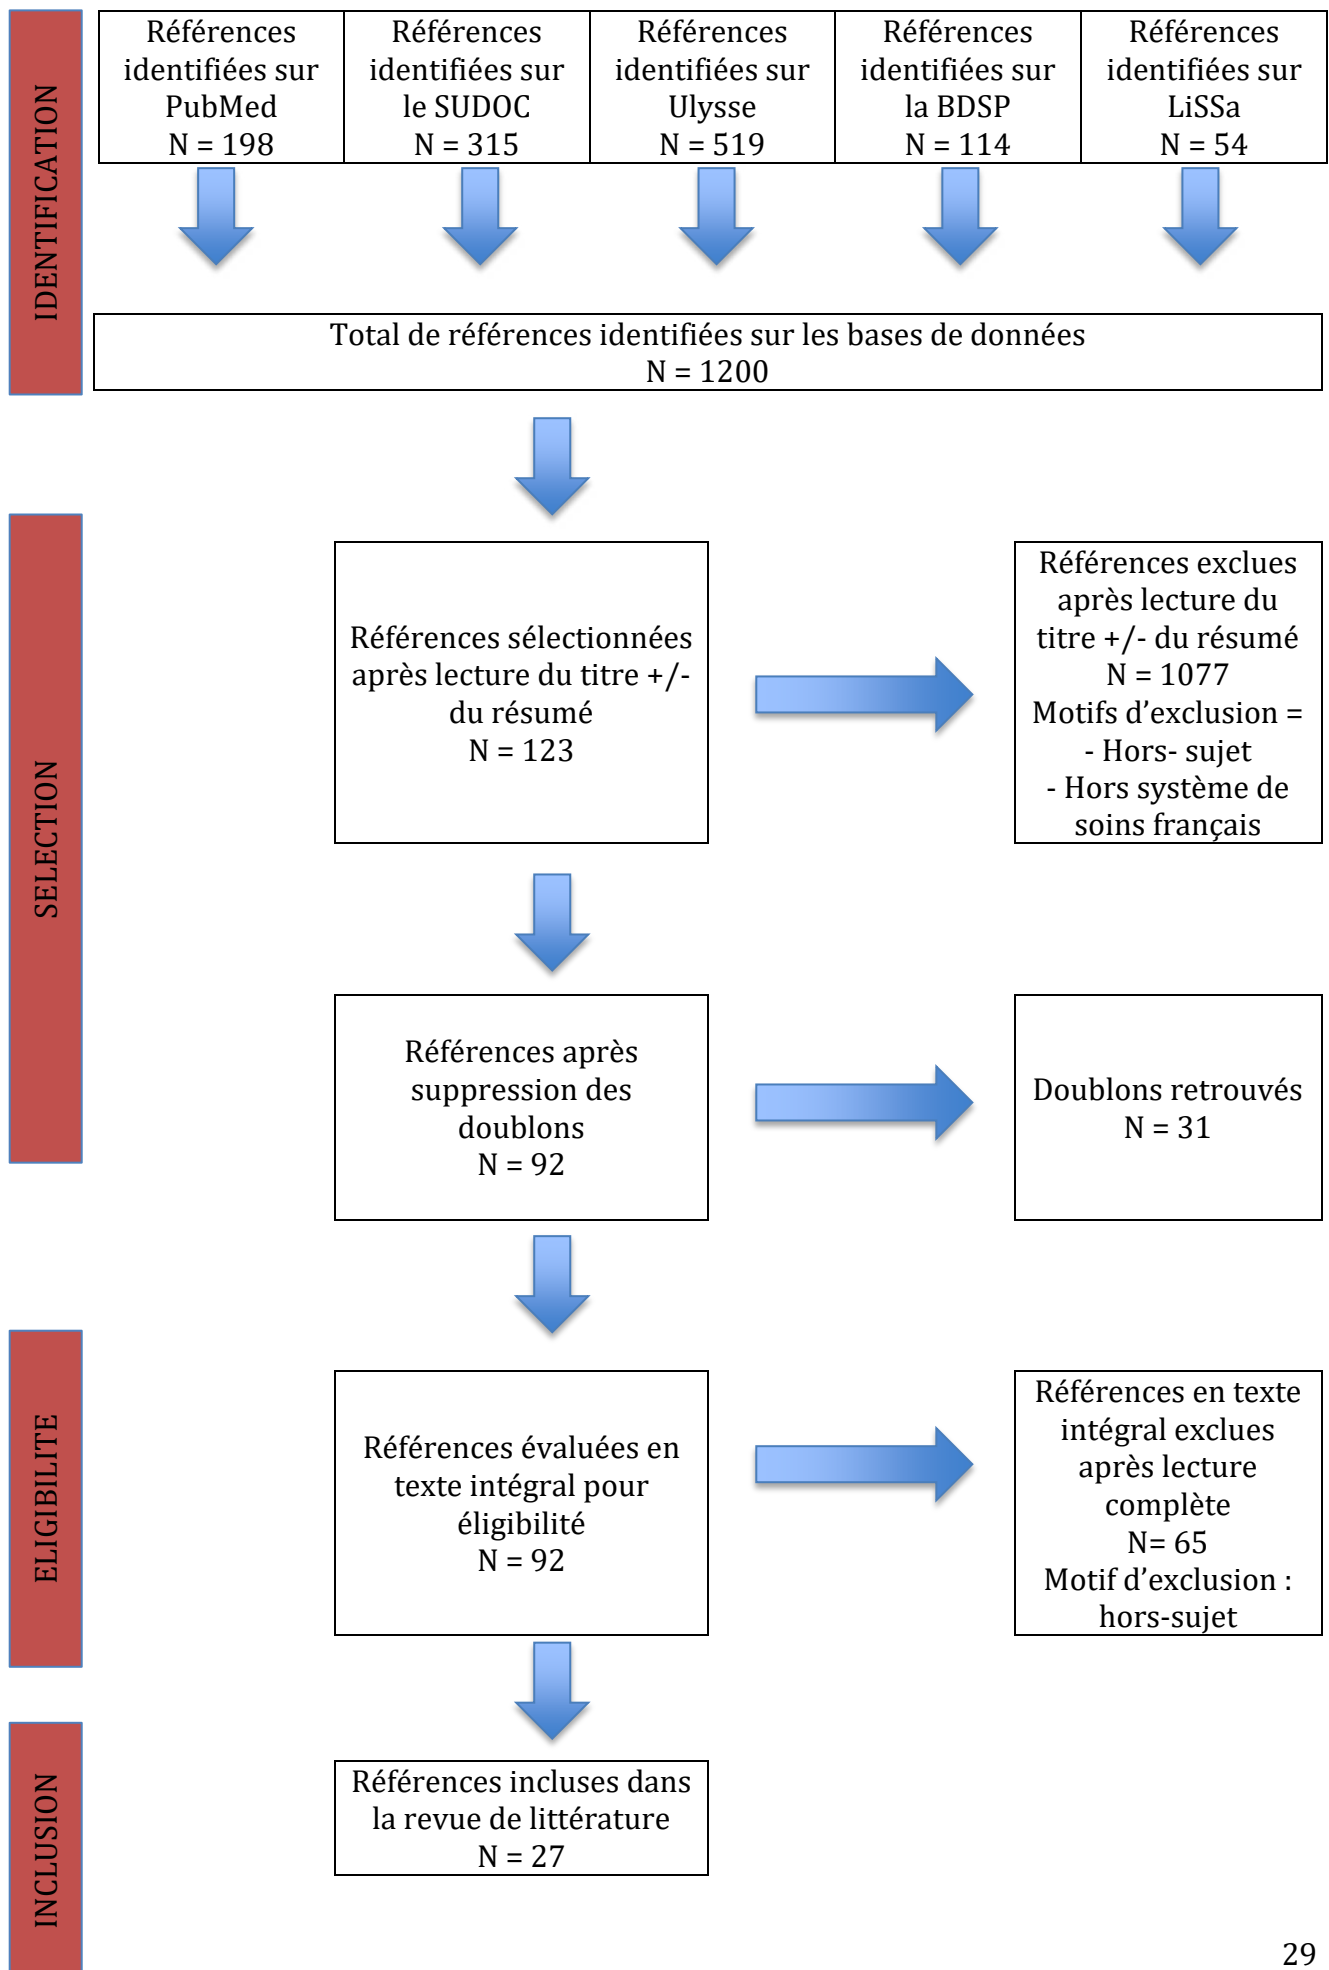 IDENTIFICATION
Références
identifiées sur
PubMed
N = 198
Références
identifiées sur
le SUDOC
N = 315
Références
identifiées sur
Ulysse
N = 519
Références
identifiées sur
la BDSP
N = 114
Références
identifiées sur
LiSSa
N = 54
Total de références identifiées sur les bases de données
N = 1200
SELECTION
Références sélectionnées
après lecture du titre +/-
du résumé
N = 123
Références exclues
après lecture du
titre +/- du résumé
N = 1077
Motifs d’exclusion =
- Hors- sujet
- Hors système de
soins français
Références après
suppression des
doublons
N = 92
Doublons retrouvés
N = 31
ELIGIBILITE
Références évaluées en
texte intégral pour
éligibilité
N = 92
Références en texte
intégral exclues
après lecture
complète
N= 65
Motif d’exclusion :
hors-sujet
INCLUSION
Références incluses dans
la revue de littérature
N = 27
29